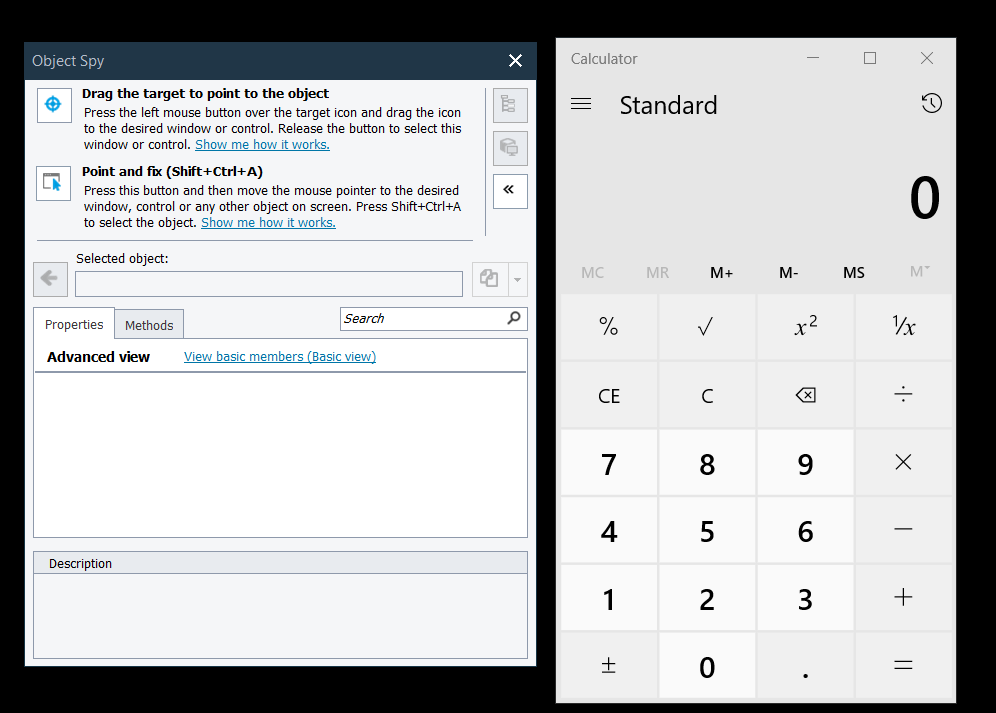 Object Spy
Drag the target to point to the object
Press the left mouse button over the target icon and drag the icon
to the desired window or control. Release the button to select this
window or control. Show me how it works.
Point and fix (Shift+Ctrl+A)
Press this button and then move the mouse pointer to the desired
window, control or any other object on screen. Press Shift+Ctrl+A
to select the object. Show me how it works.
Selected object:
Properties Methods Search
Advanced view View basic members (Basic view)
Description
Calculator
Standard
0
MC MR M+ M- MS M˅
% √ x² ¹/x
CE C ÷
7 8 9 ×
4 5 6 −
1 2 3 +
± 0 . =